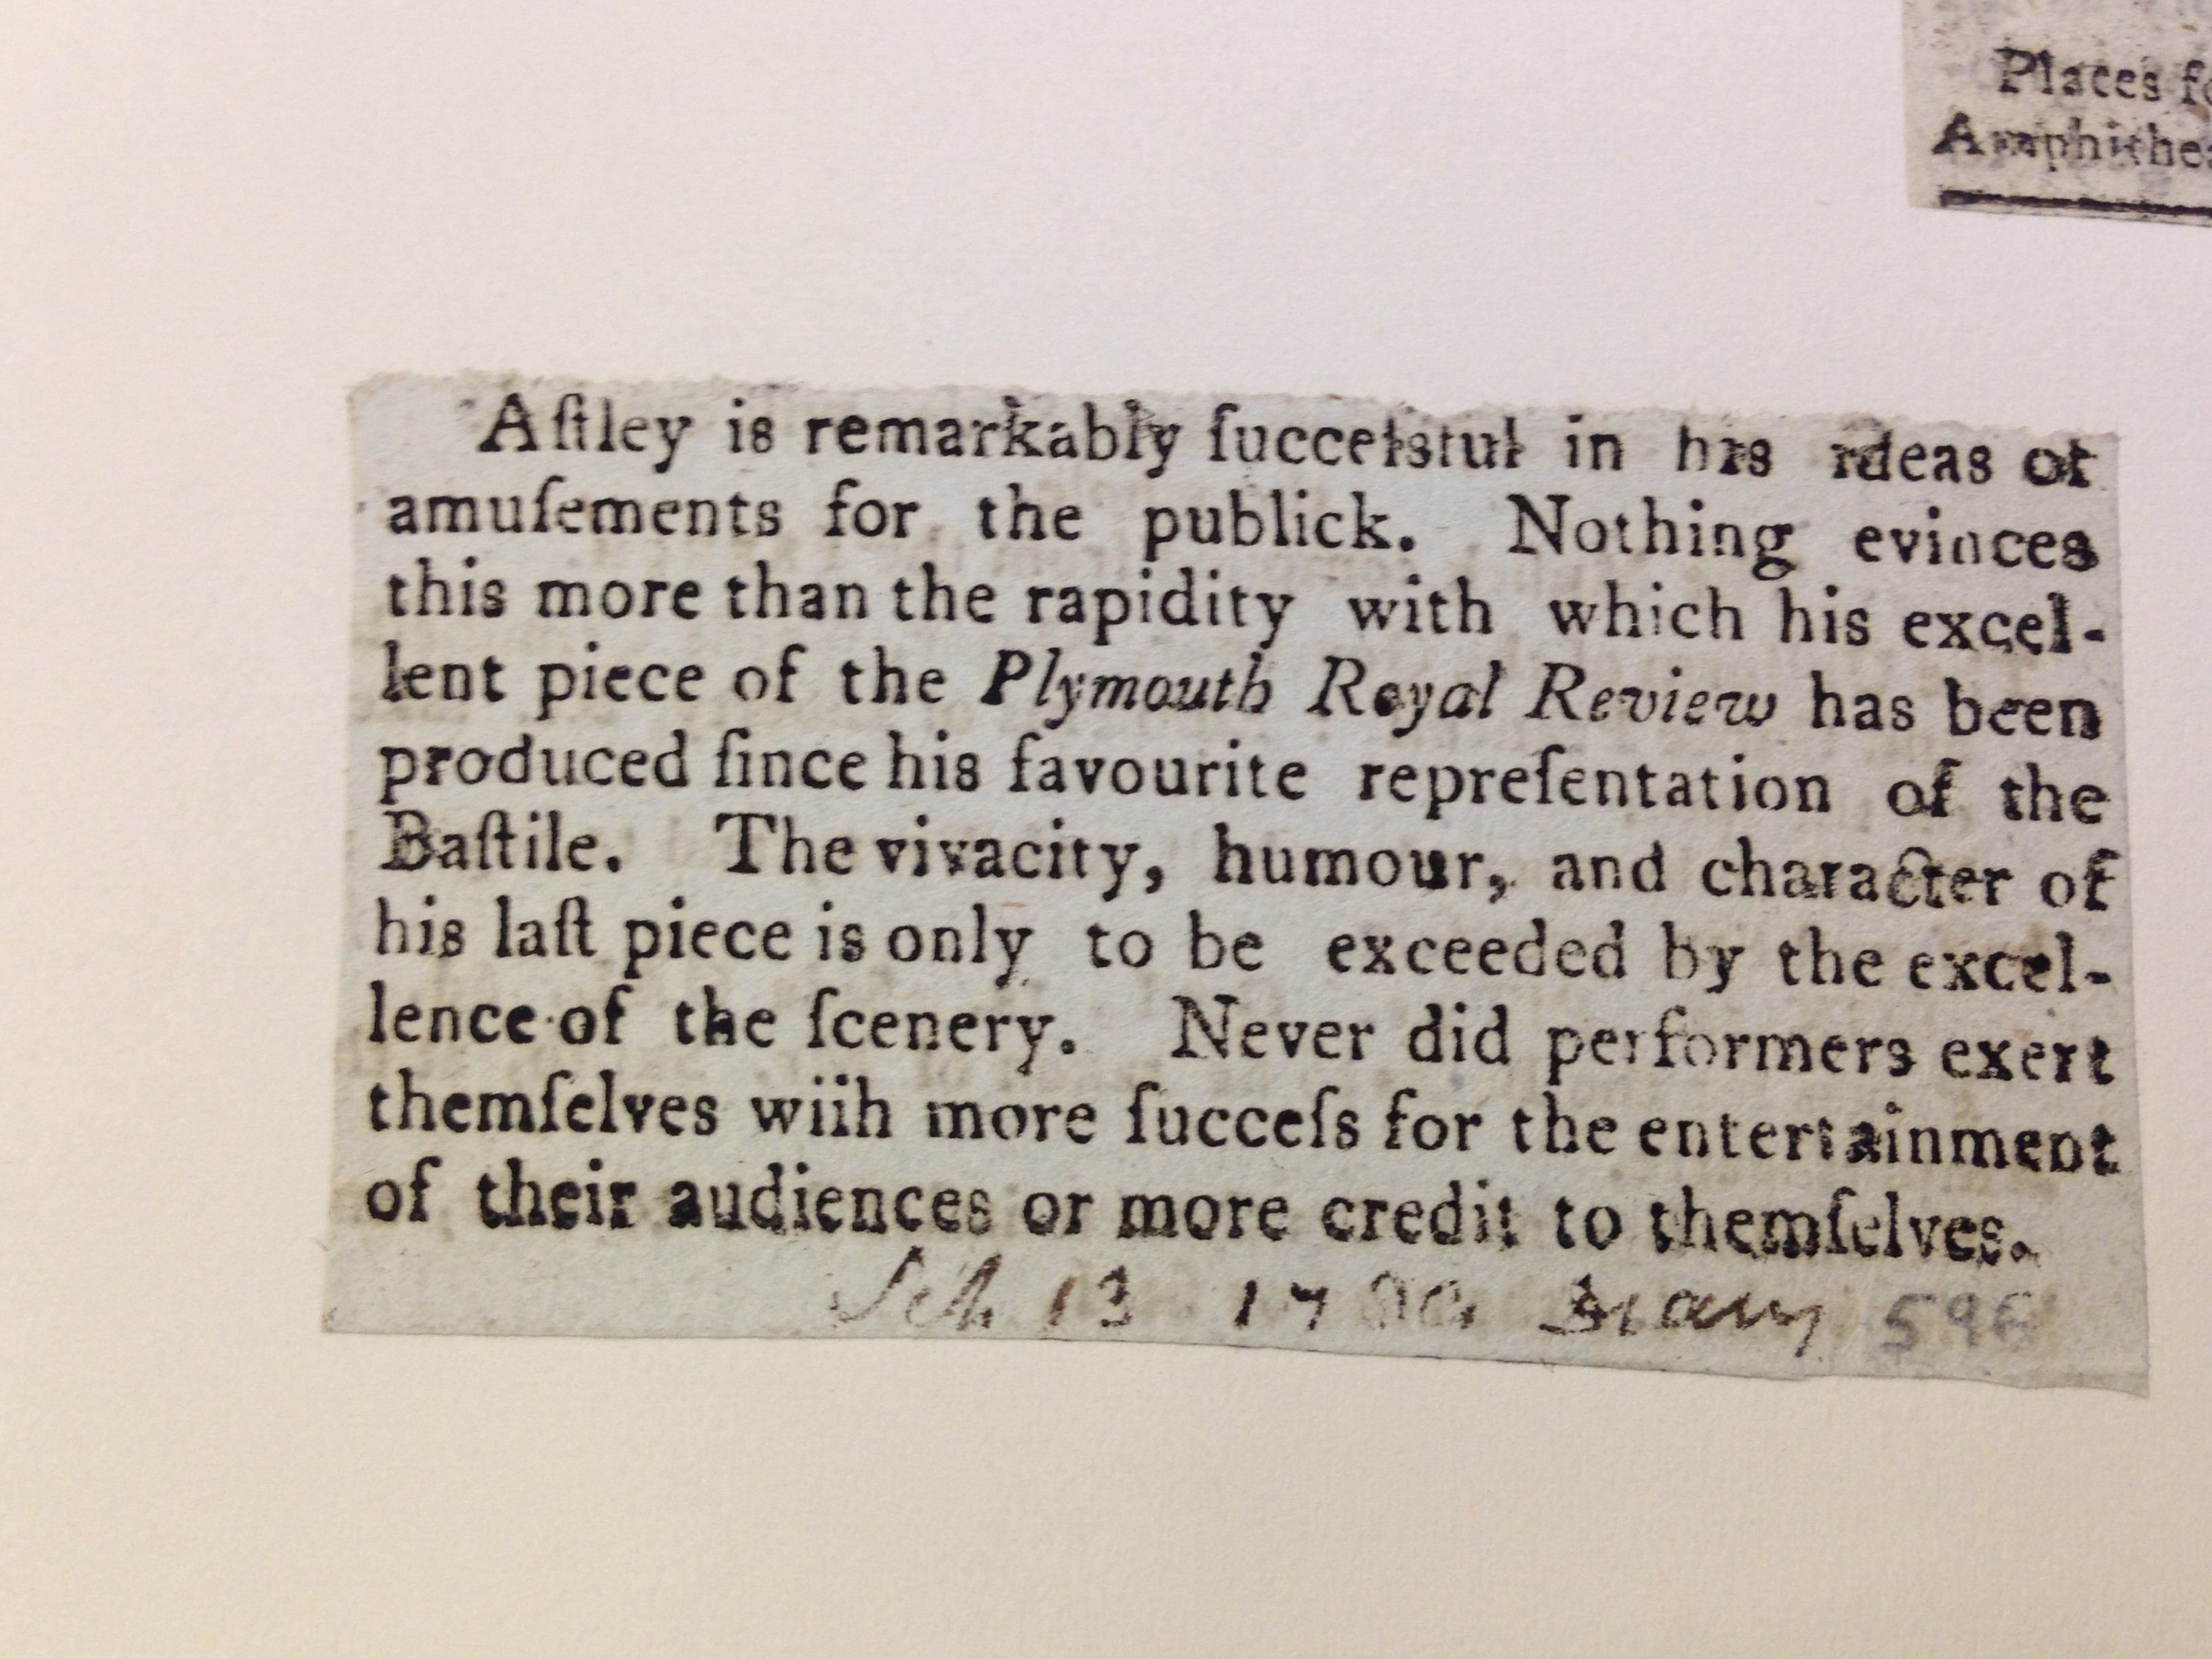 Places f
Amphithe
Aſtley is remarkably ſucceſsful in his ideas of
amuſements for the publick. Nothing evinces
this more than the rapidity with which his excel-
lent piece of the Plymouth Royal Review has been
produced ſince his favourite repreſentation of the
Baſtile. The vivacity, humour, and character of
his laſt piece is only to be exceeded by the excel-
lence of the ſcenery. Never did performers exert
themſelves wiih more ſucceſs for the entertainment
of their audiences or more credit to themſelves.
13